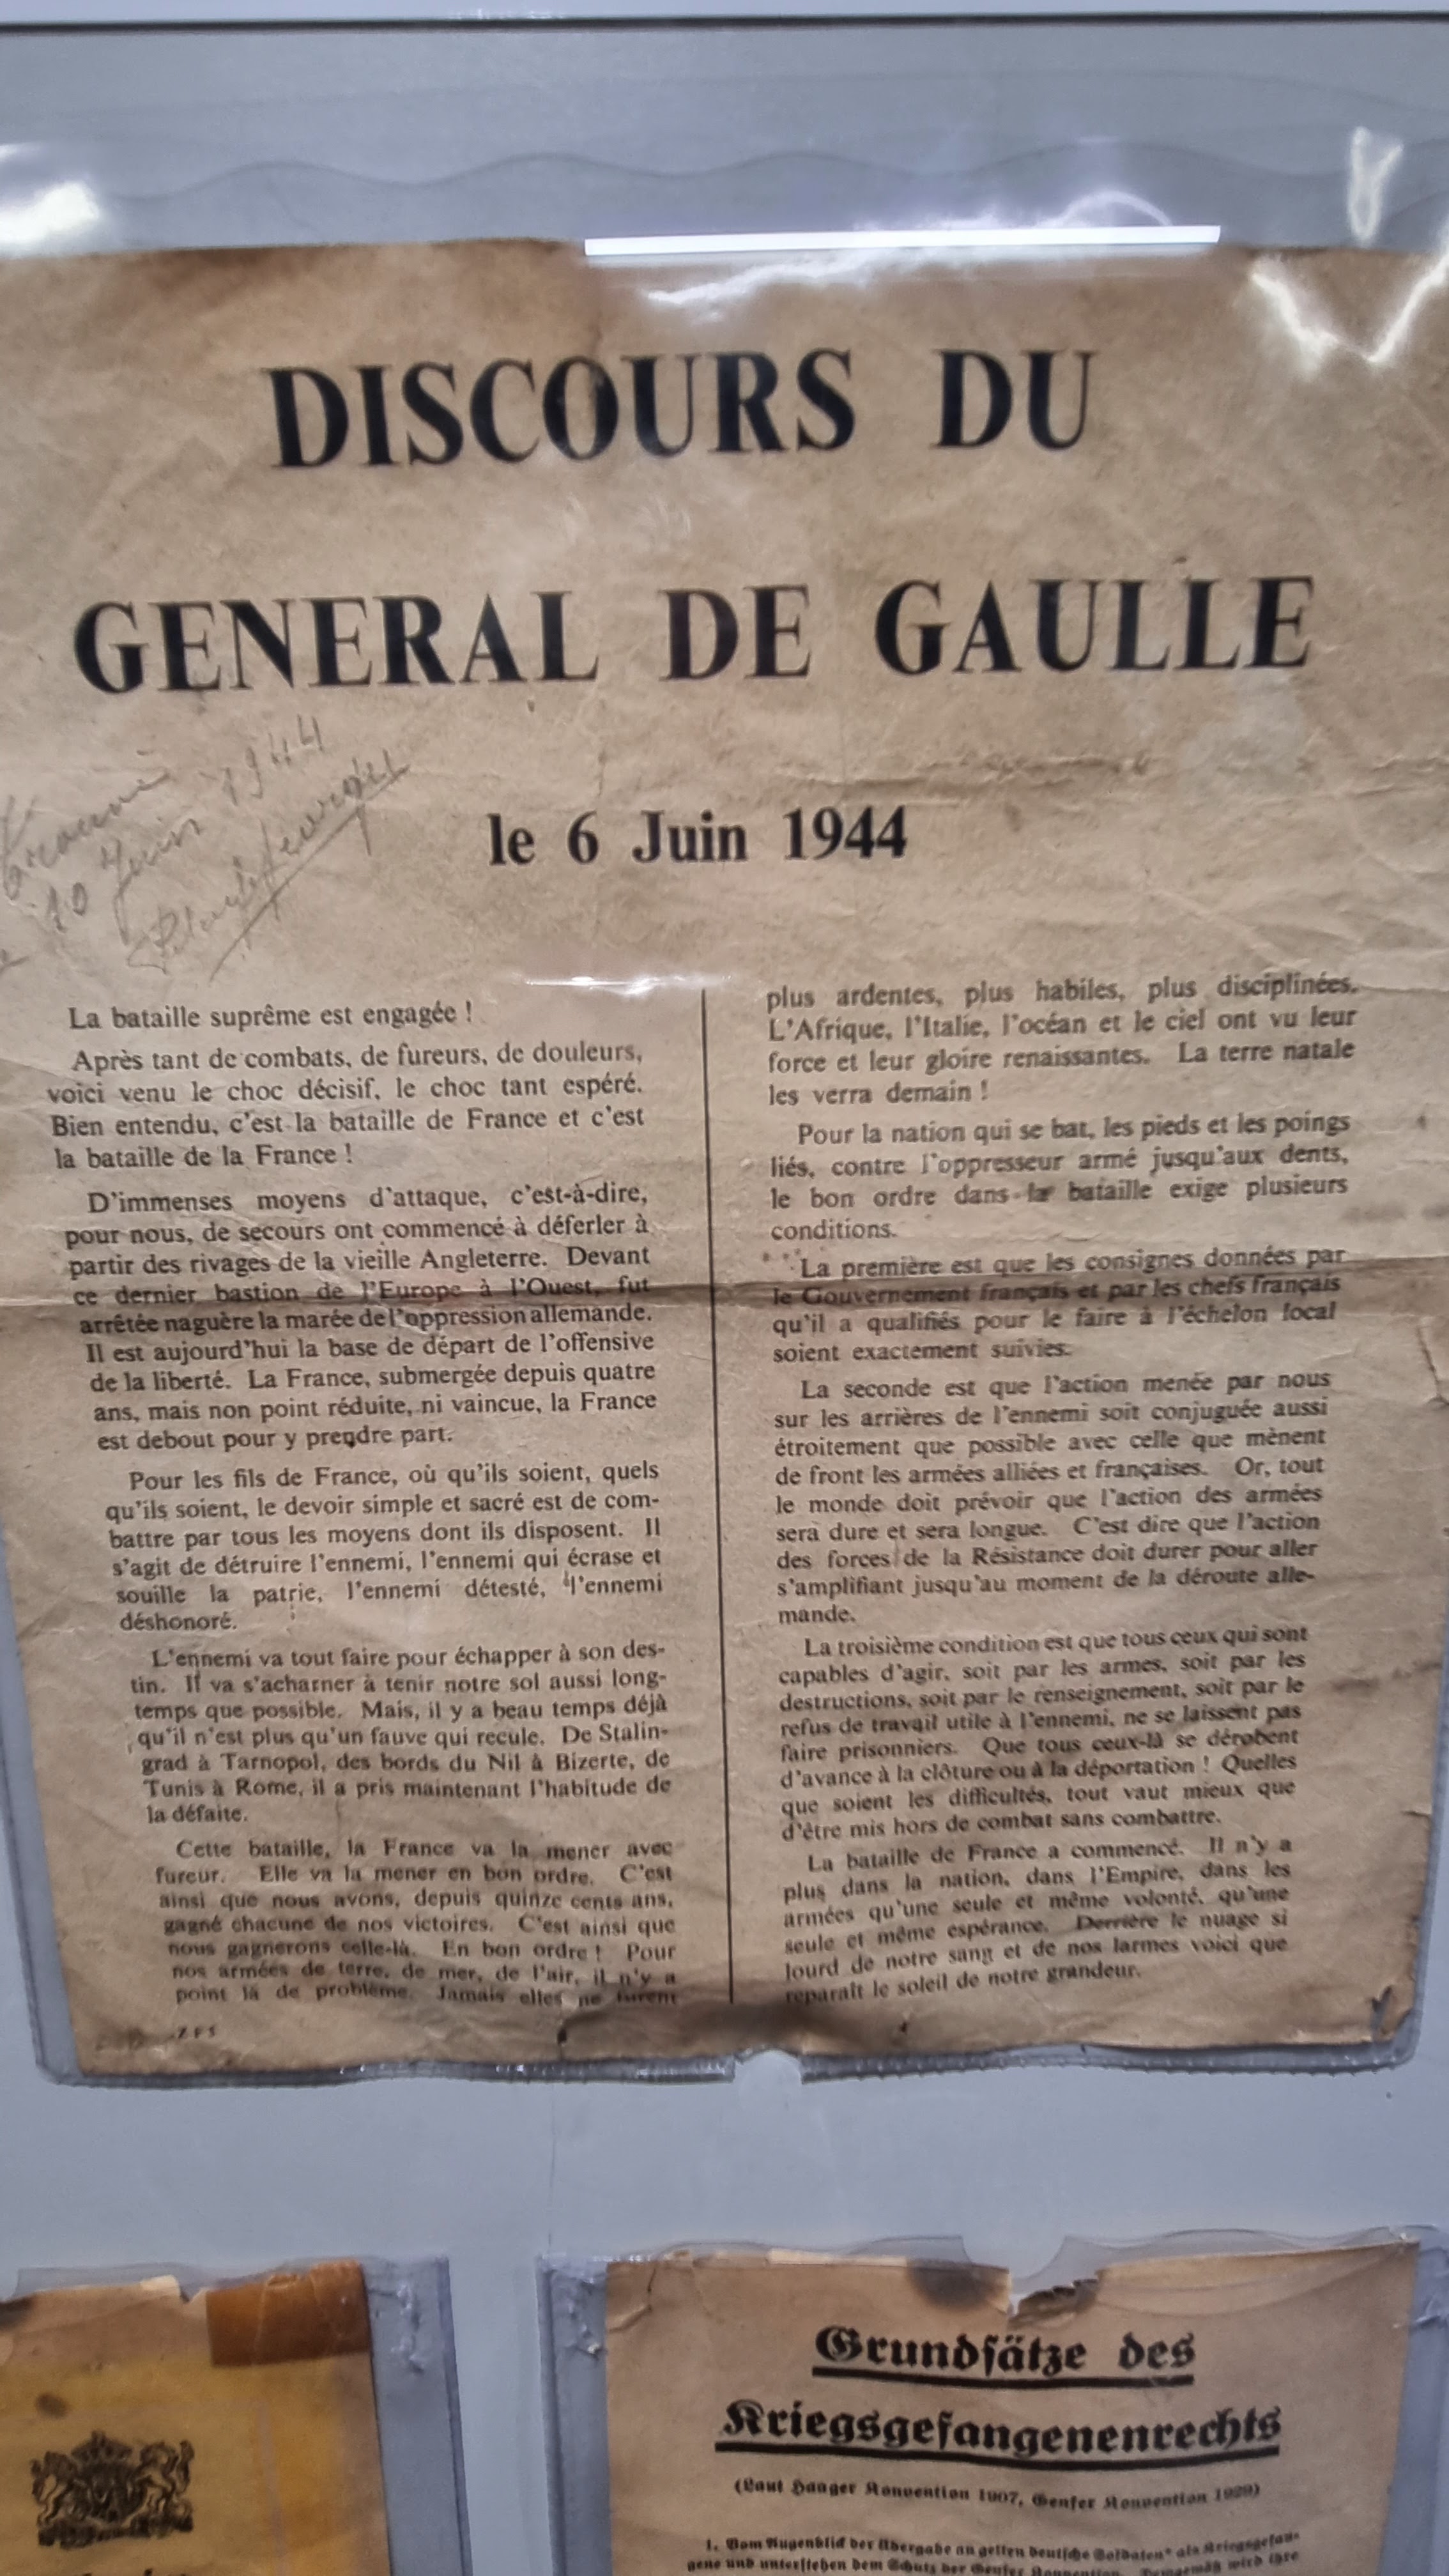 DISCOURS DU
GENERAL DE GAULLE
le 6 Juin 1944
10 Juin 1944
La bataille suprême est engagée !
Après tant de combats, de fureurs, de douleurs,
voici venu le choc décisif, le choc tant espéré.
Bien entendu, c'est la bataille de France et c'est
la bataille de la France !
D'immenses moyens d'attaque, c'est-à-dire,
pour nous, de secours ont commencé à déferler à
partir des rivages de la vieille Angleterre. Devant
ce dernier bastion de l'Europe à l'Ouest, fut
arrêtée naguère la marée de l'oppression allemande.
Il est aujourd'hui la base de départ de l'offensive
de la liberté. La France, submergée depuis quatre
ans, mais non point réduite, ni vaincue, la France
est debout pour y prendre part.
Pour les fils de France, où qu'ils soient, quels
qu'ils soient, le devoir simple et sacré est de com-
battre par tous les moyens dont ils disposent. Il
s'agit de détruire l'ennemi, l'ennemi qui écrase et
souille la patrie, l'ennemi détesté, l'ennemi
déshonoré.
L'ennemi va tout faire pour échapper à son des-
tin. Il va s'acharner à tenir notre sol aussi long-
temps que possible. Mais, il y a beau temps déjà
qu'il n'est plus qu'un fauve qui recule. De Stalin-
grad à Tarnopol, des bords du Nil à Bizerte, de
Tunis à Rome, il a pris maintenant l'habitude de
la défaite.
Cette bataille, la France va la mener avec
fureur. Elle va la mener en bon ordre. C'est
ainsi que nous avons, depuis quinze cents ans,
gagné chacune de nos victoires. C'est ainsi que
nous gagnerons celle-là. En bon ordre ! Pour
nos armées de terre, de mer, de l'air, il n'y a
point là de problème. Jamais elles ne furent
plus ardentes, plus habiles, plus disciplinées.
L'Afrique, l'Italie, l'océan et le ciel ont vu leur
force et leur gloire renaissantes. La terre natale
les verra demain !
Pour la nation qui se bat, les pieds et les poings
liés, contre l'oppresseur armé jusqu'aux dents,
le bon ordre dans la bataille exige plusieurs
conditions.
La première est que les consignes données par
le Gouvernement français et par les chefs français
qu'il a qualifiés pour le faire à l'échelon local
soient exactement suivies.
La seconde est que l'action menée par nous
sur les arrières de l'ennemi soit conjuguée aussi
étroitement que possible avec celle que mènent
de front les armées alliées et françaises. Or, tout
le monde doit prévoir que l'action des armées
sera dure et sera longue. C'est dire que l'action
des forces de la Résistance doit durer pour aller
s'amplifiant jusqu'au moment de la déroute alle-
mande.
La troisième condition est que tous ceux qui sont
capables d'agir, soit par les armes, soit par les
destructions, soit par le renseignement, soit par le
refus de travail utile à l'ennemi, ne se laissent pas
faire prisonniers. Que tous ceux-là se dérobent
d'avance à la clôture ou à la déportation ! Quelles
que soient les difficultés, tout vaut mieux que
d'être mis hors de combat sans combattre.
La bataille de France a commencé. Il n'y a
plus dans la nation, dans l'Empire, dans les
armées qu'une seule et même volonté, qu'une
seule et même espérance. Derrière le nuage si
lourd de notre sang et de nos larmes voici que
reparaît le soleil de notre grandeur.
Z F 5
Grundsätze des
Kriegsgefangenenrechts
(Laut Haager Konvention 1907, Genfer Konvention 1929)
1. Vom Augenblick der Übergabe an gelten deutsche Soldaten* als Kriegsgefan-
gene und unterstehen dem Schutz der Genfer Konvention. Demgemäß wird ihre